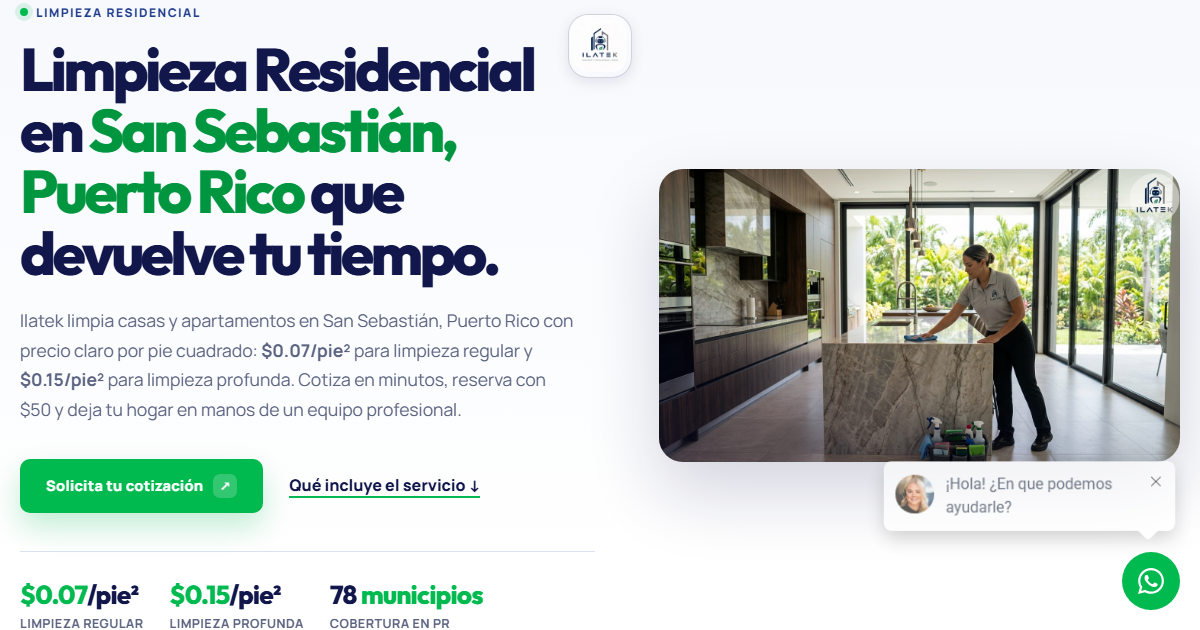 LIMPIEZA RESIDENCIAL
ILATEK
Limpieza Residencial
en San Sebastián,
Puerto Rico que
devuelve tu tiempo.
Ilatek limpia casas y apartamentos en San Sebastián, Puerto Rico con
precio claro por pie cuadrado: $0.07/pie² para limpieza regular y
$0.15/pie² para limpieza profunda. Cotiza en minutos, reserva con
$50 y deja tu hogar en manos de un equipo profesional.
Solicita tu cotización ↗
Qué incluye el servicio ↓
ILATEK
¡Hola! ¿En que podemos
ayudarle?
$0.07/pie² $0.15/pie² 78 municipios
LIMPIEZA REGULAR LIMPIEZA PROFUNDA COBERTURA EN PR